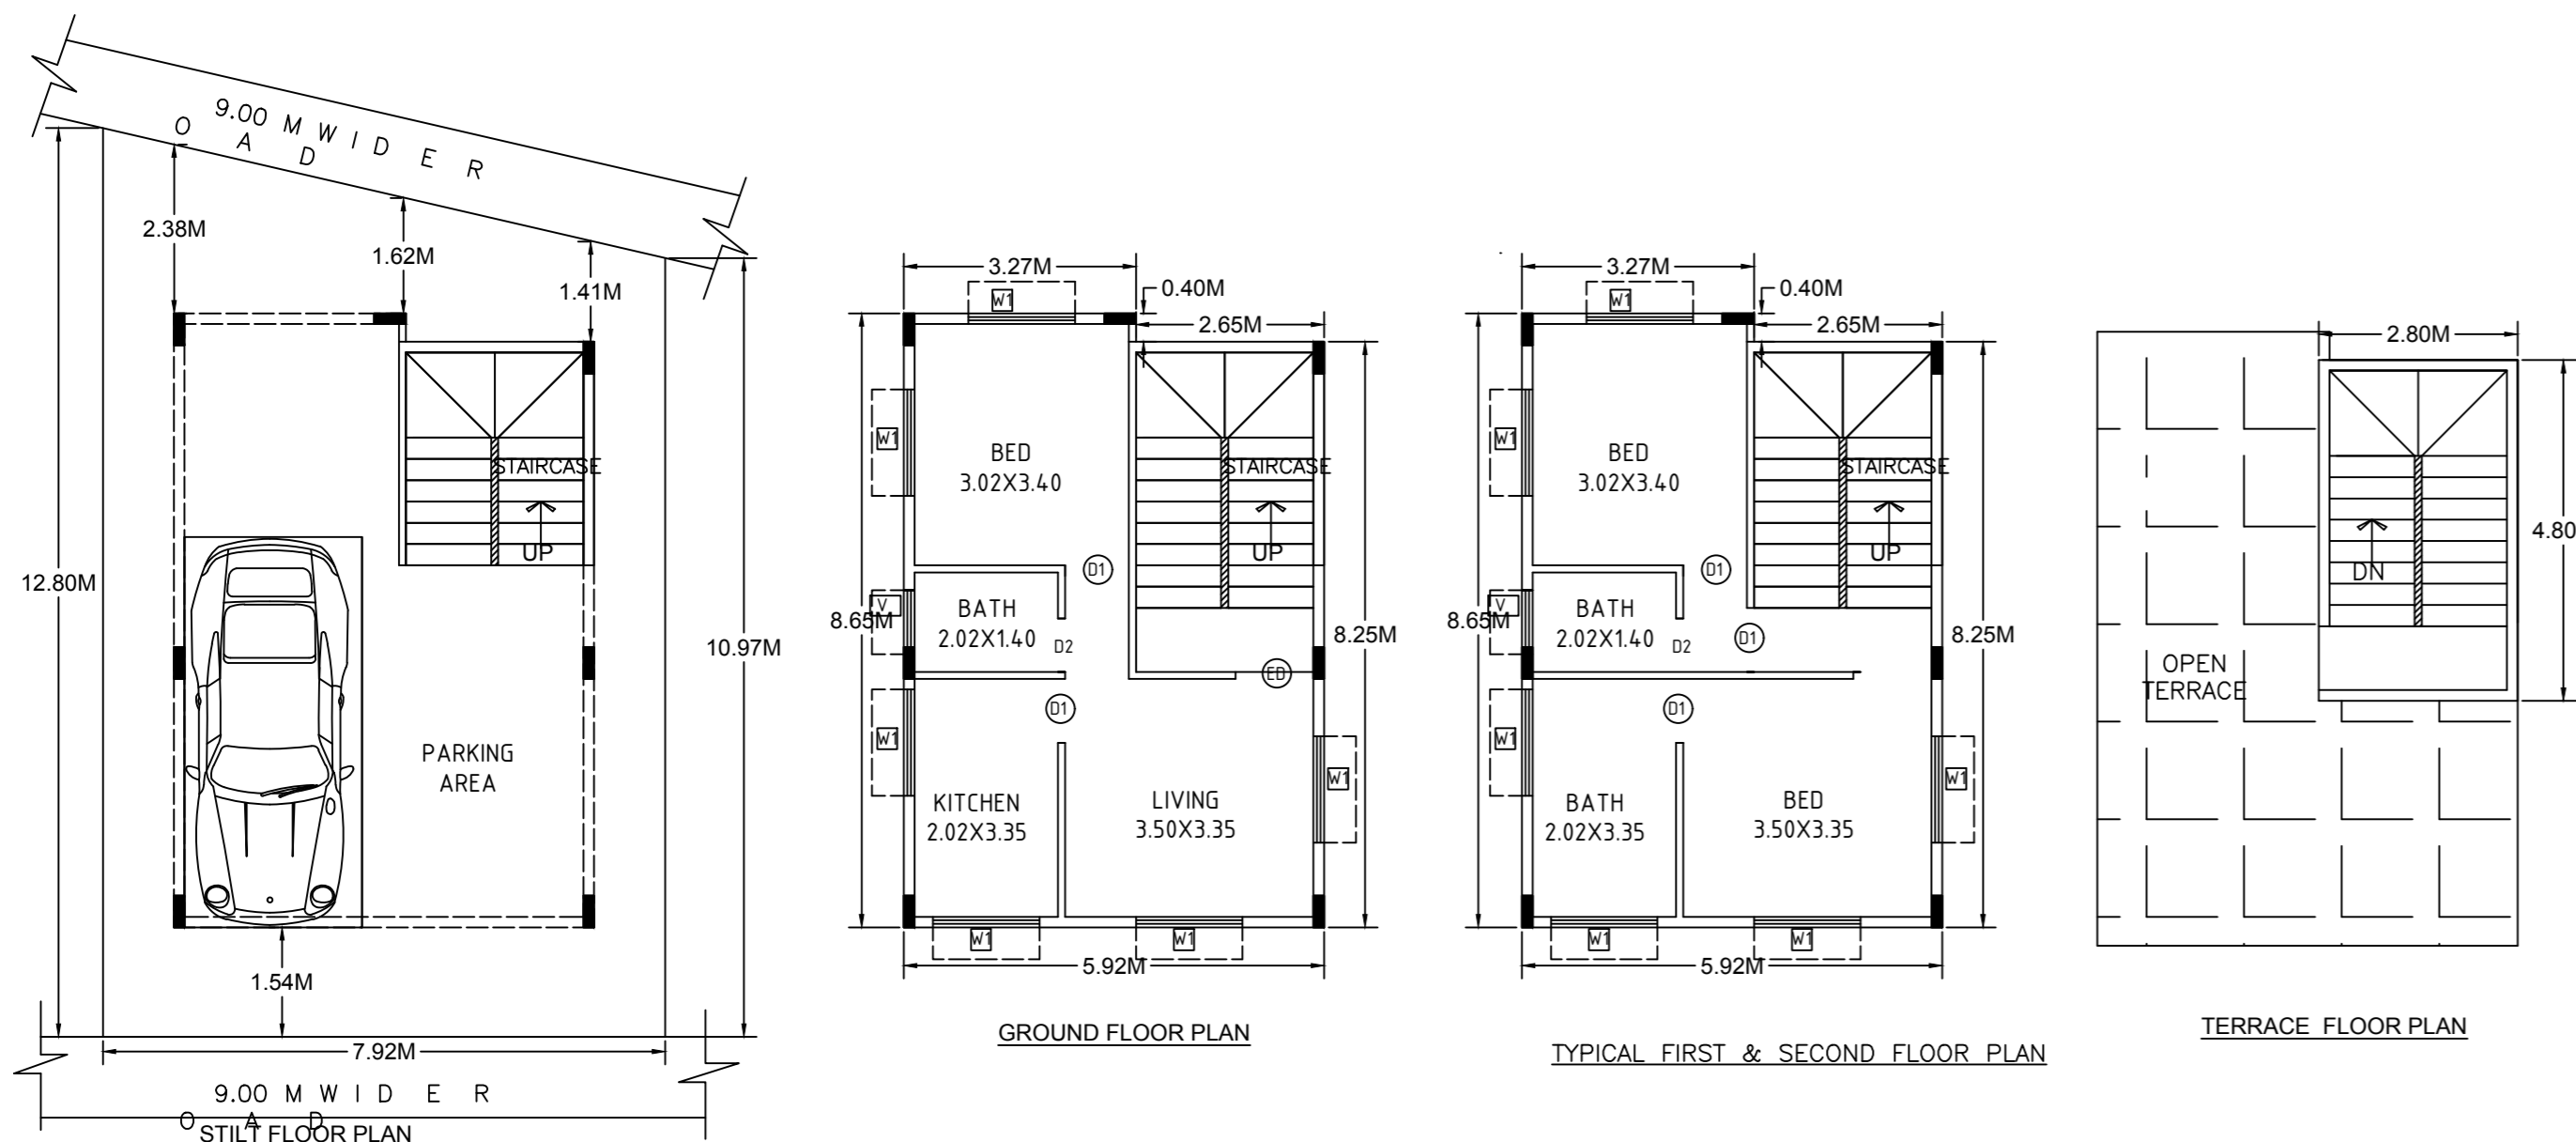 9.00 M W I D E R
O A D
2.38M
1.62M
1.41M
12.80M
10.97M
STAIRCASE
UP
PARKING
AREA
1.54M
7.92M
9.00 M W I D E R
O A D
STILT FLOOR PLAN
3.27M
0.40M
W1
2.65M
W1
BED
3.02X3.40
STAIRCASE
UP
D1
V
BATH
2.02X1.40
D2
8.65M
8.25M
ED
D1
W1
W1
KITCHEN
2.02X3.35
LIVING
3.50X3.35
W1
W1
5.92M
GROUND FLOOR PLAN
3.27M
0.40M
W1
2.65M
W1
BED
3.02X3.40
STAIRCASE
UP
D1
V
BATH
2.02X1.40
D2
D1
8.65M
8.25M
D1
W1
W1
BATH
2.02X3.35
BED
3.50X3.35
W1
W1
5.92M
TYPICAL FIRST & SECOND FLOOR PLAN
2.80M
4.80
DN
OPEN
TERRACE
TERRACE FLOOR PLAN